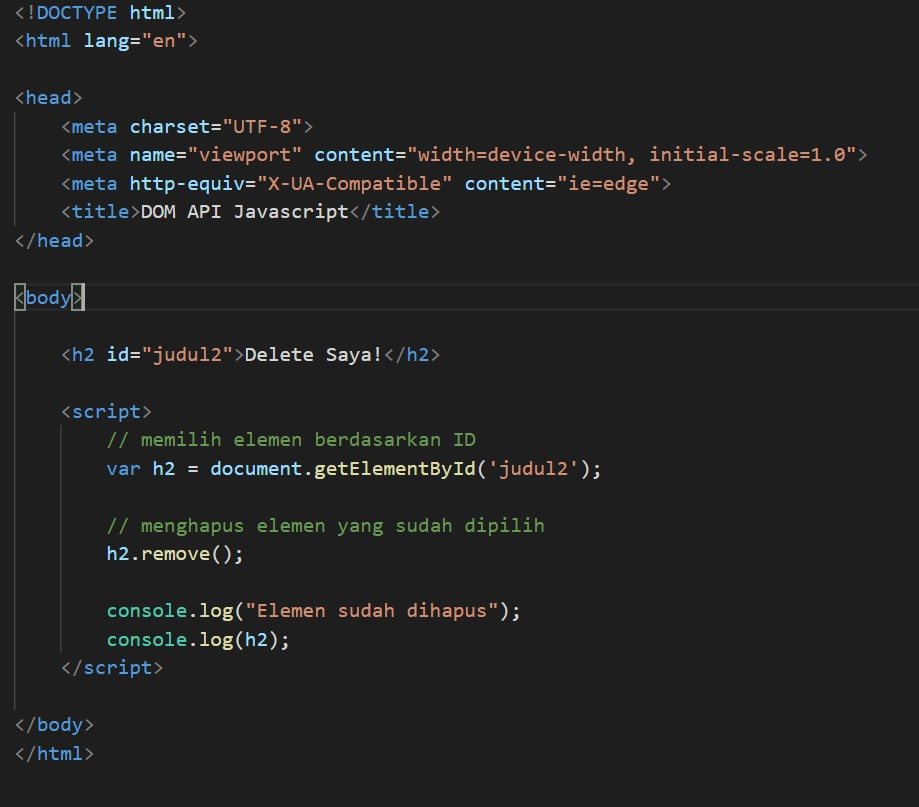 <!DOCTYPE html>
<html lang="en">
<head>
<meta charset="UTF-8">
<meta name="viewport" content="width=device-width, initial-scale=1.0">
<meta http-equiv="X-UA-Compatible" content="ie=edge">
<title>DOM API Javascript</title>
</head>
<body>
<h2 id="judul2">Delete Saya!</h2>
<script>
// memilih elemen berdasarkan ID
var h2 = document.getElementById('judul2');
// menghapus elemen yang sudah dipilih
h2.remove();
console.log("Elemen sudah dihapus");
console.log(h2);
</script>
</body>
</html>